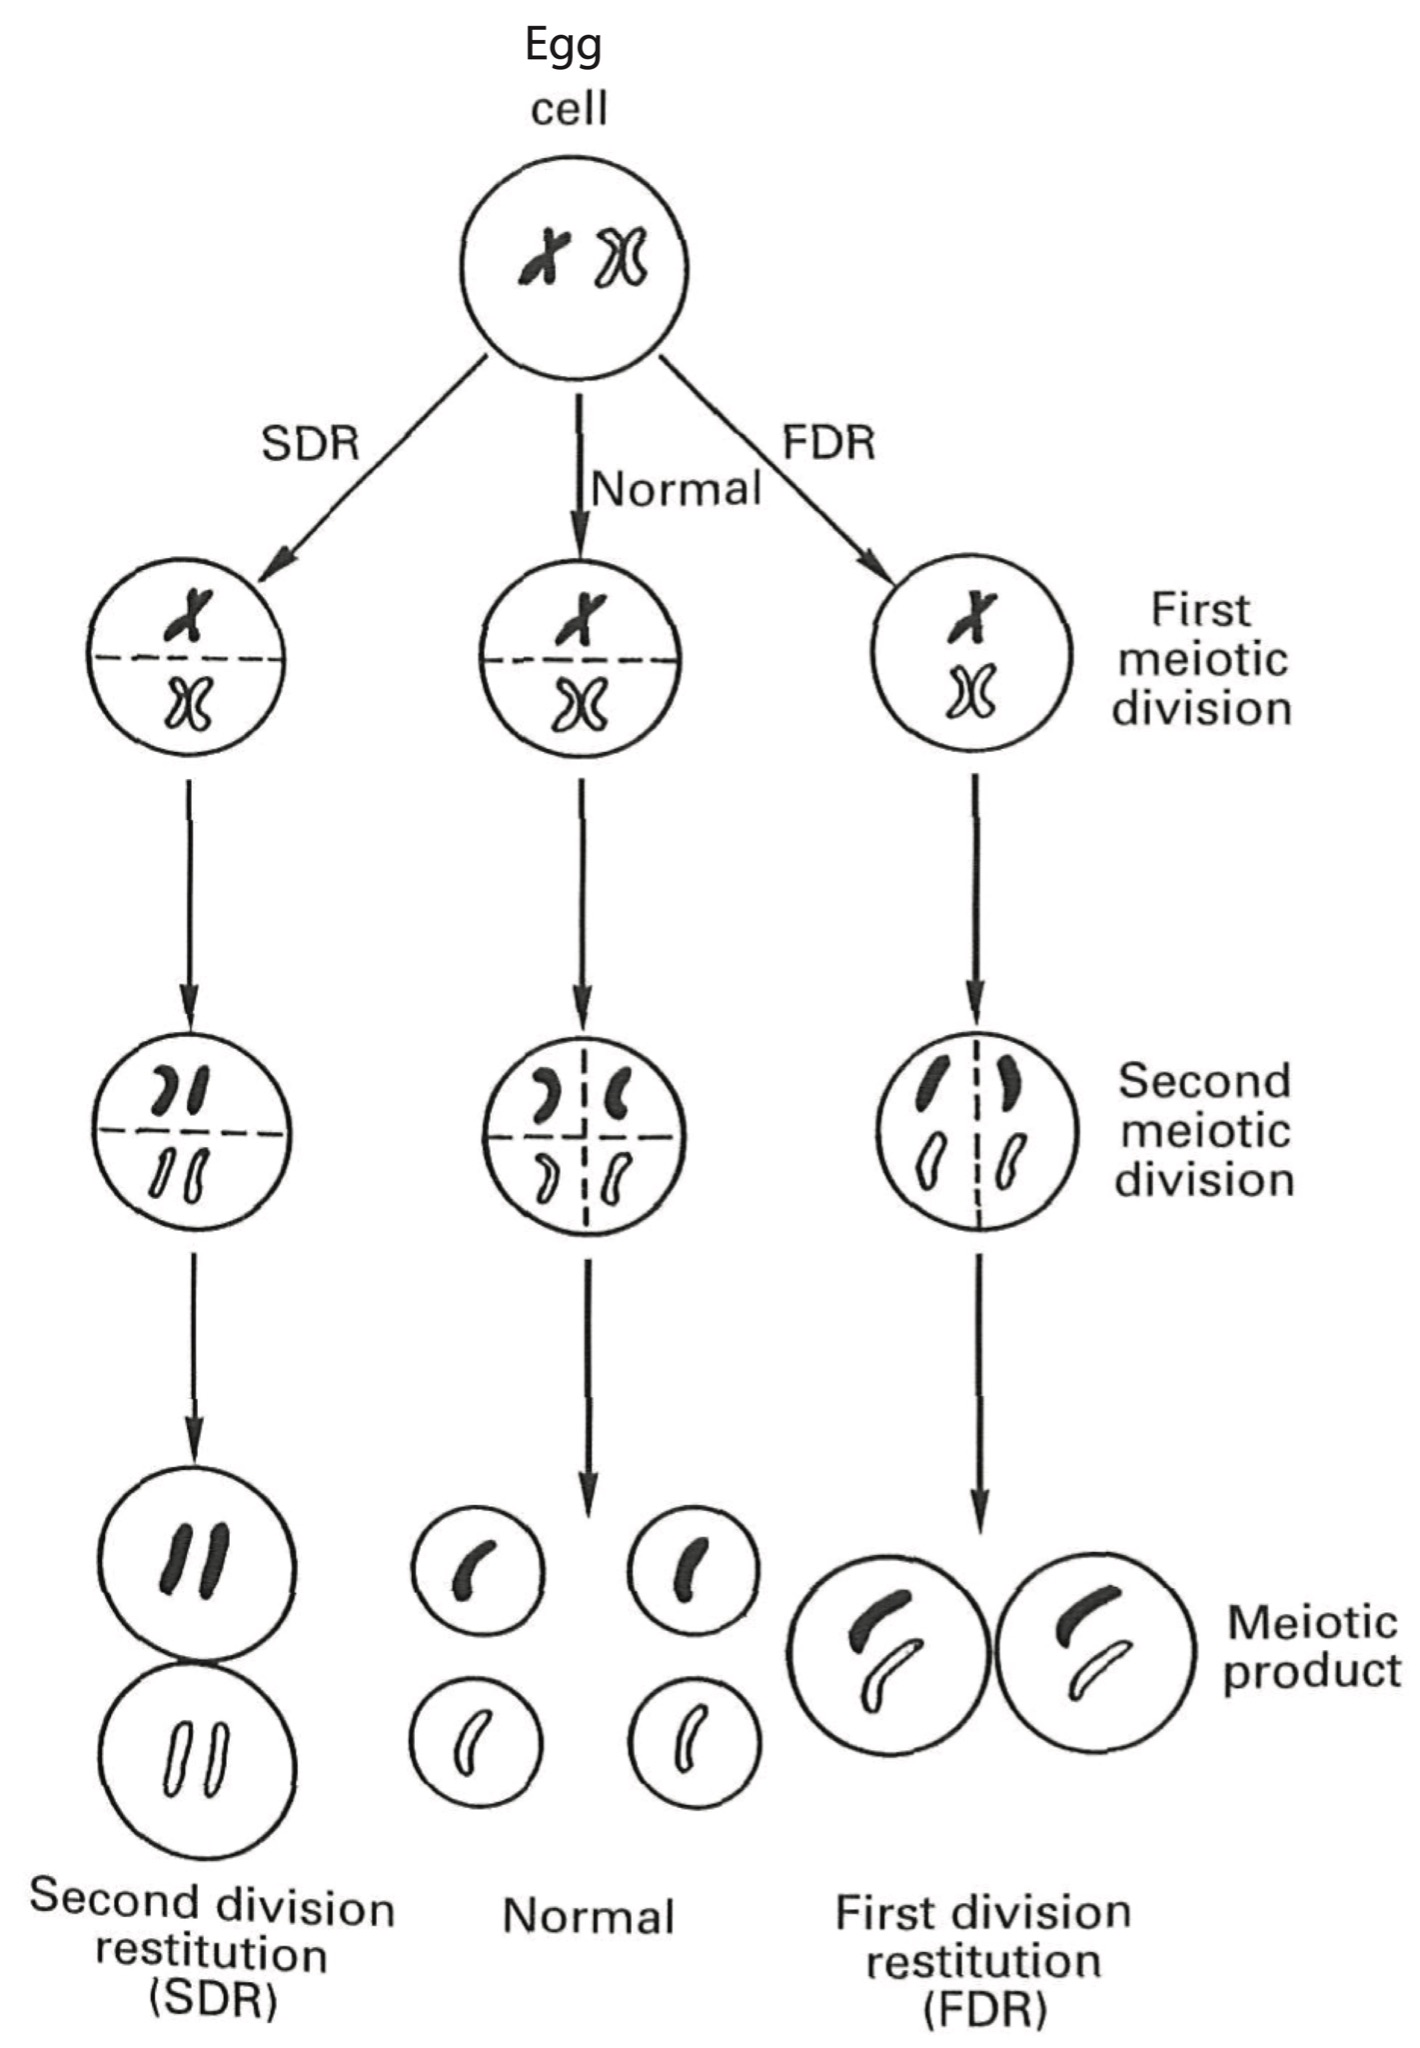 Egg
cell
SDR
Normal
FDR
First
meiotic
division
Second
meiotic
division
Meiotic
product
Second division
restitution
(SDR)
Normal
First division
restitution
(FDR)